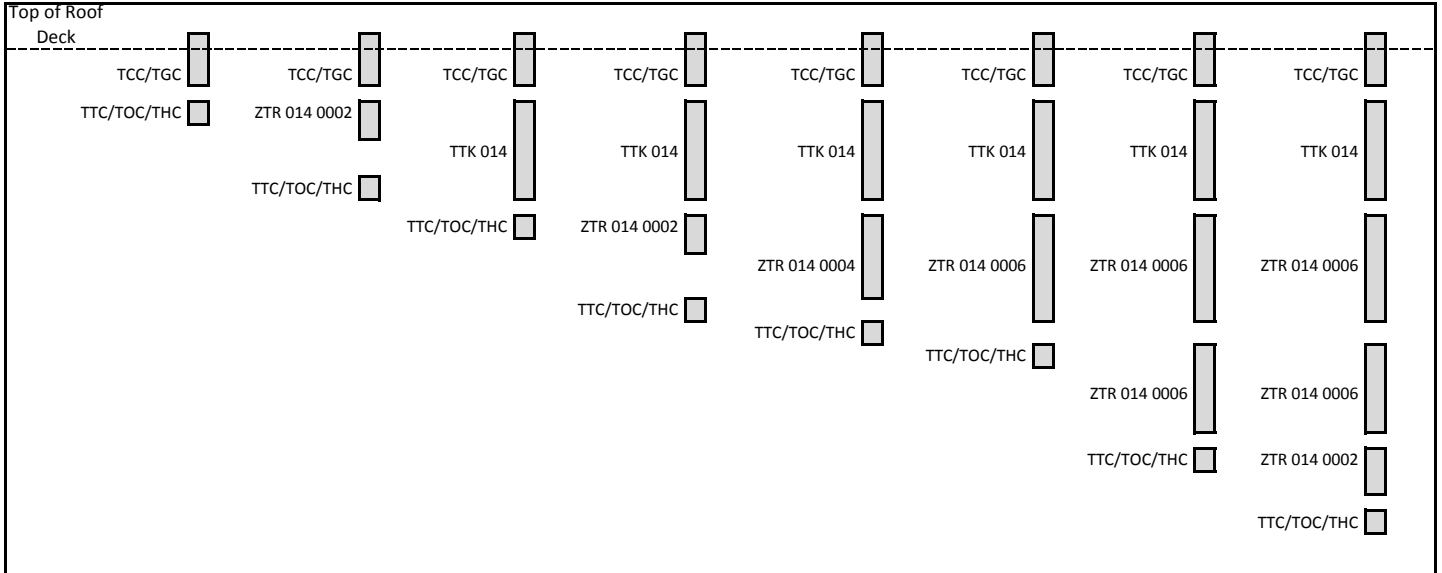 Top of Roof
Deck
TCC/TGC TCC/TGC TCC/TGC TCC/TGC TCC/TGC TCC/TGC TCC/TGC TCC/TGC
TTC/TOC/THC ZTR 014 0002
TTK 014 TTK 014 TTK 014 TTK 014 TTK 014 TTK 014
TTC/TOC/THC
TTC/TOC/THC ZTR 014 0002
ZTR 014 0004 ZTR 014 0006 ZTR 014 0006 ZTR 014 0006
TTC/TOC/THC
TTC/TOC/THC
TTC/TOC/THC
ZTR 014 0006 ZTR 014 0006
TTC/TOC/THC ZTR 014 0002
TTC/TOC/THC